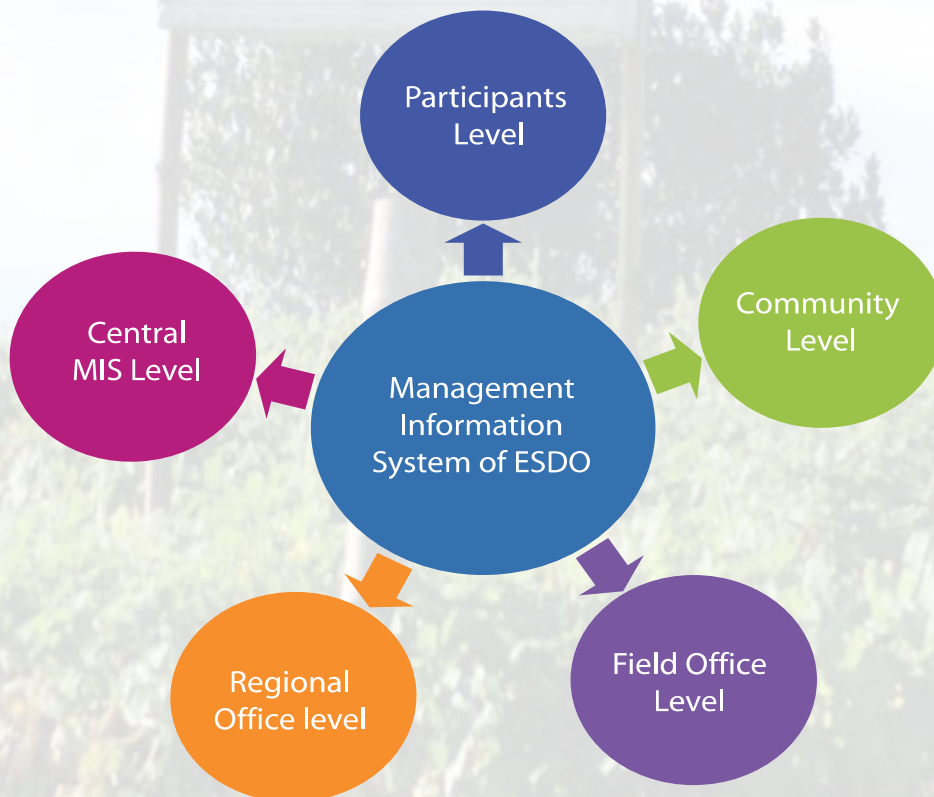 Participants
Level
Community
Level
Central
MIS Level
Management
Information
System of ESDO
Field Office
Level
Regional
Office level